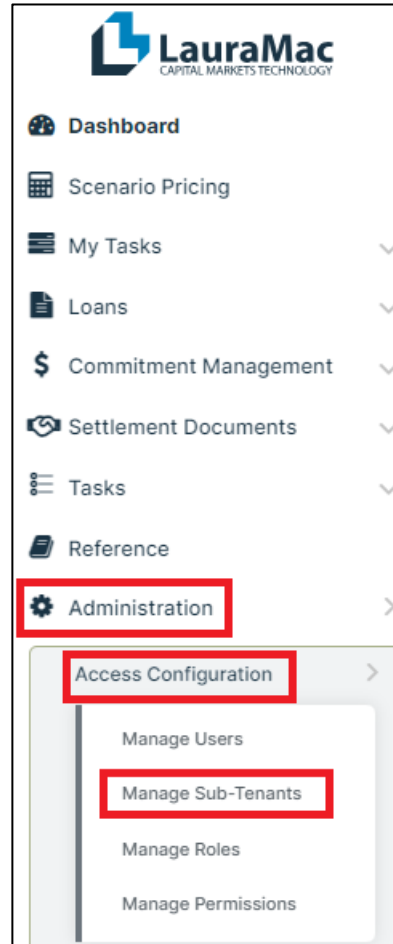 LauraMac
CAPITAL MARKETS TECHNOLOGY
Dashboard
Scenario Pricing
My Tasks
Loans
Commitment Management
Settlement Documents
Tasks
Reference
Administration
Access Configuration
Manage Users
Manage Sub-Tenants
Manage Roles
Manage Permissions